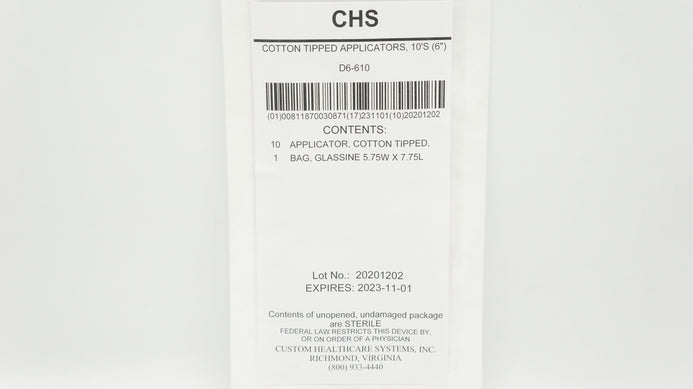 CHS
COTTON TIPPED APPLICATORS, 10'S (6")
D6-610
(01)00811870030871(17)231101(10)20201202
CONTENTS:
10 APPLICATOR, COTTON TIPPED,
1 BAG, GLASSINE 5.75W X 7.75L
Lot No.: 20201202
EXPIRES: 2023-11-01
Contents of unopened, undamaged package
are STERILE
FEDERAL LAW RESTRICTS THIS DEVICE BY,
OR ON ORDER OF A PHYSICIAN
CUSTOM HEALTHCARE SYSTEMS, INC.
RICHMOND, VIRGINIA
(800) 933-4440